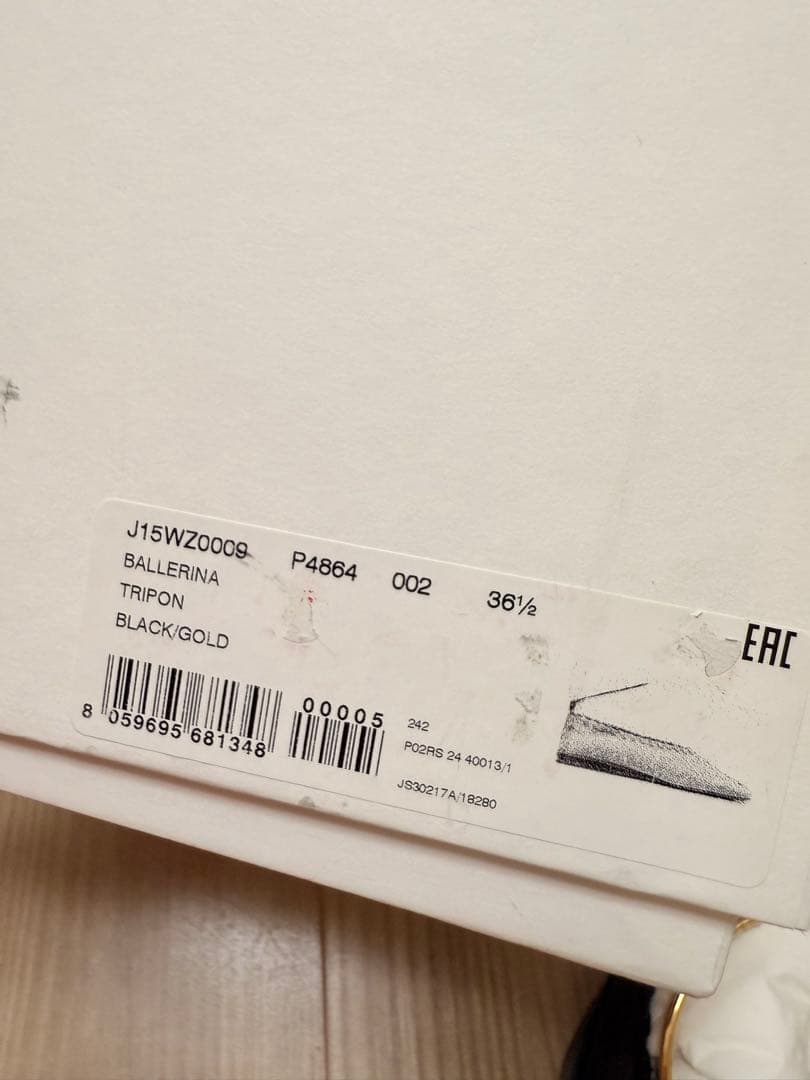 J15WZ0009 P4864 002 36½
BALLERINA
TRIPON
BLACK/GOLD
EAC
8 059695 681348
00005
242
P02RS 24 40013/1
JS30217A/18280